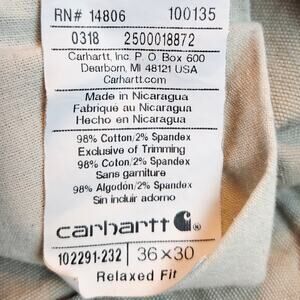 RN# 14806 100135
0318 2500018872
Carhartt, Inc. P. O. Box 600
Dearborn, MI 48121 USA
Carhartt.com
Made in Nicaragua
Fabriqué au Nicaragua
Hecho en Nicaragua
98% Cotton/2% Spandex
Exclusive of Trimming
98% Coton/2% Spandex
Sans garniture
98% Algodón/2% Spandex
Sin incluir adorno
carhartt
102291-232 36 x 30
Relaxed Fit